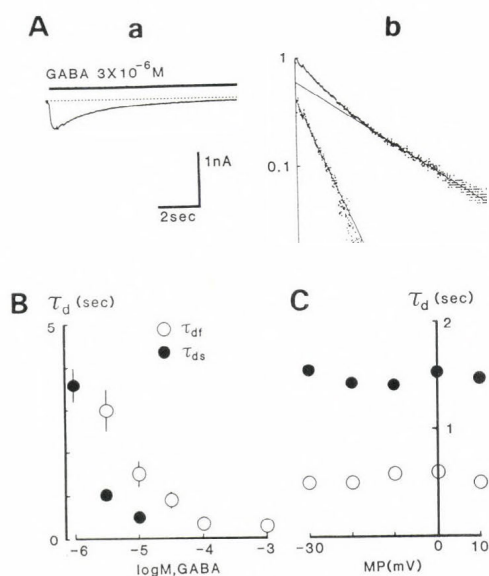 A
a
b
GABA 3X10⁻⁶M
1nA
2sec
1
0.1
B
τd (sec)
5
0
τdf
τds
-6
-5
-4
-3
logM, GABA
C
τd (sec)
2
1
-30
0
10
MP(mV)